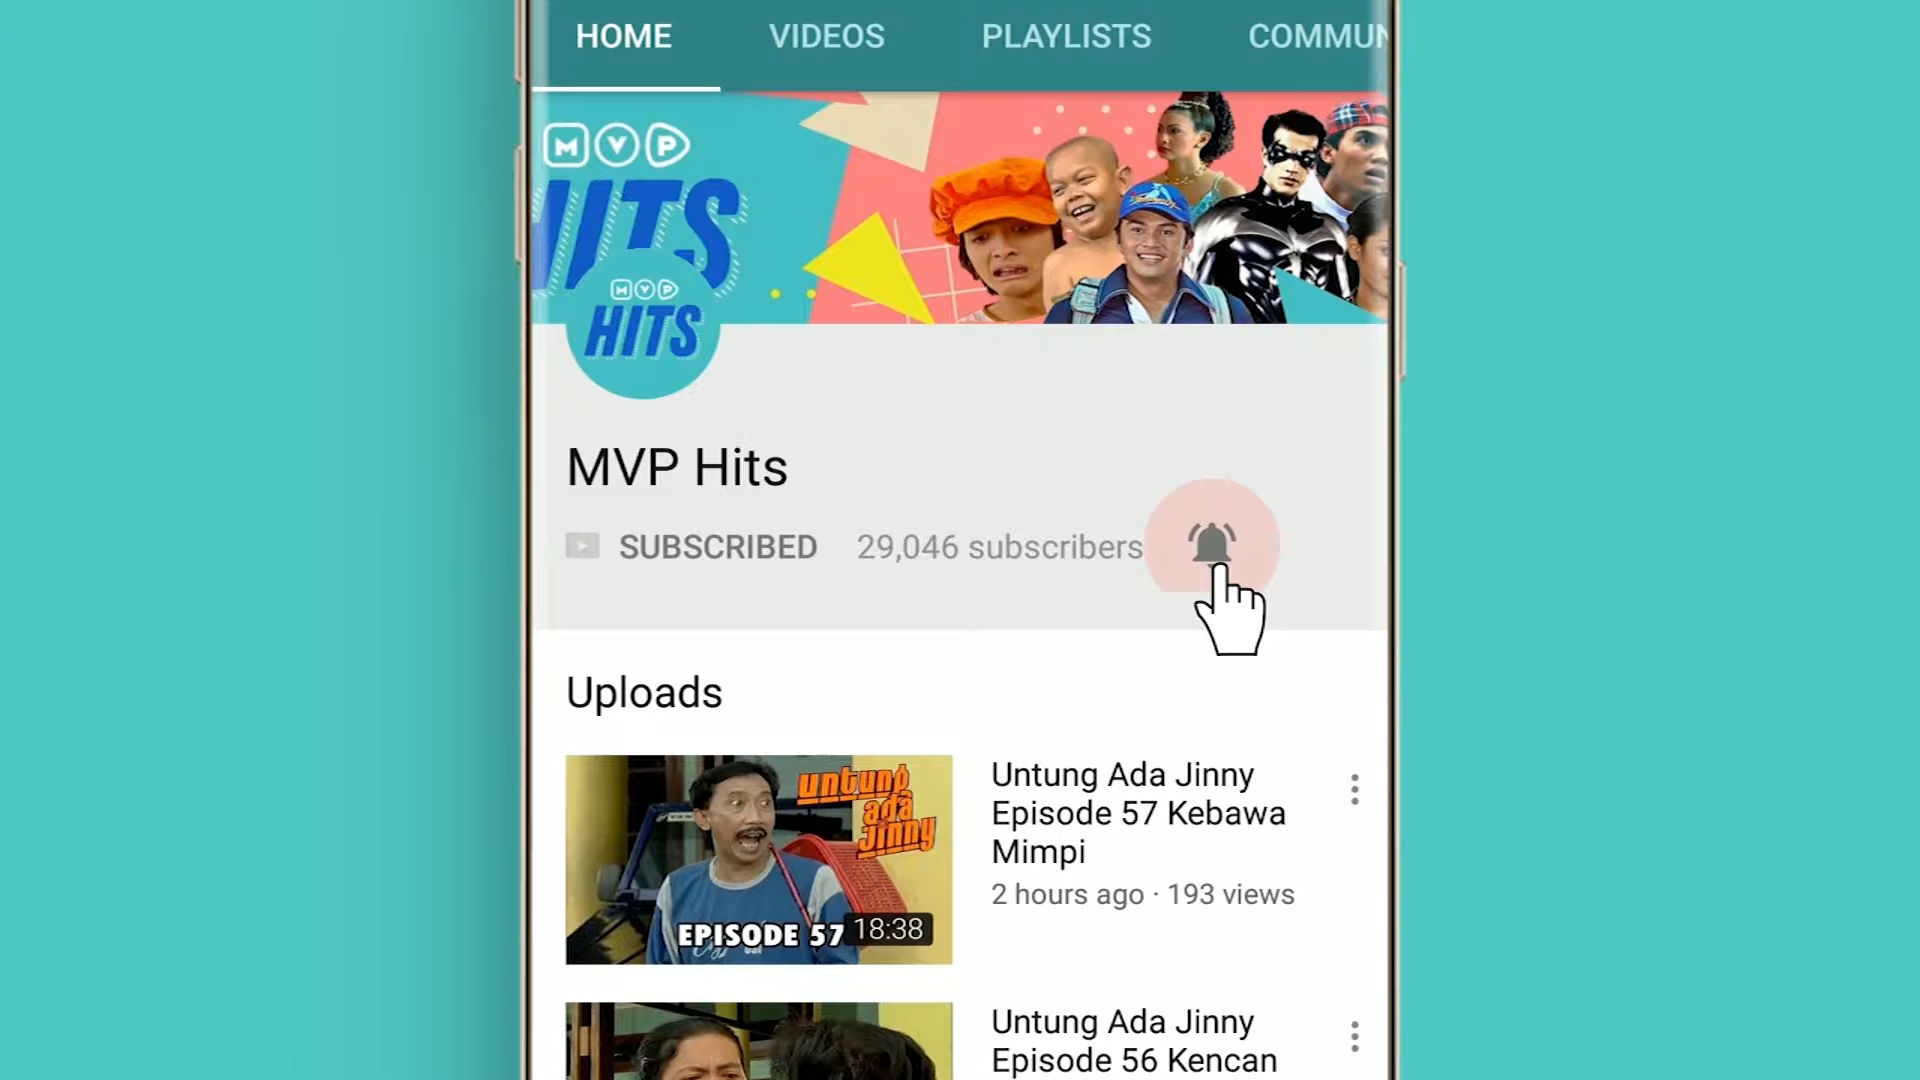 HOME VIDEOS PLAYLISTS COMMUN
MVP
HITS
MVP
HITS
MVP Hits
SUBSCRIBED 29,046 subscribers
Uploads
untung
ada
jinny
EPISODE 57
18:38
Untung Ada Jinny
Episode 57 Kebawa
Mimpi
2 hours ago · 193 views
Untung Ada Jinny
Episode 56 Kencan